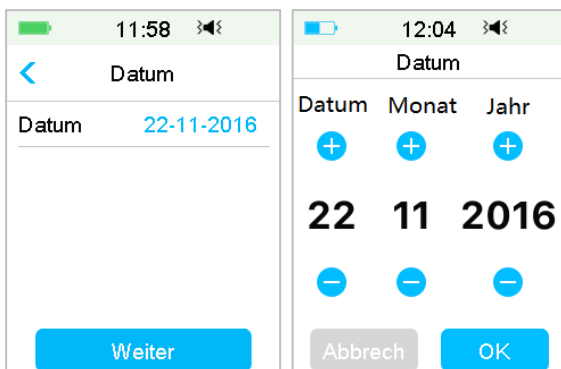 11:58
Datum
Datum 22-11-2016
Weiter
12:04
Datum
Datum Monat Jahr
22 11 2016
Abbrech OK